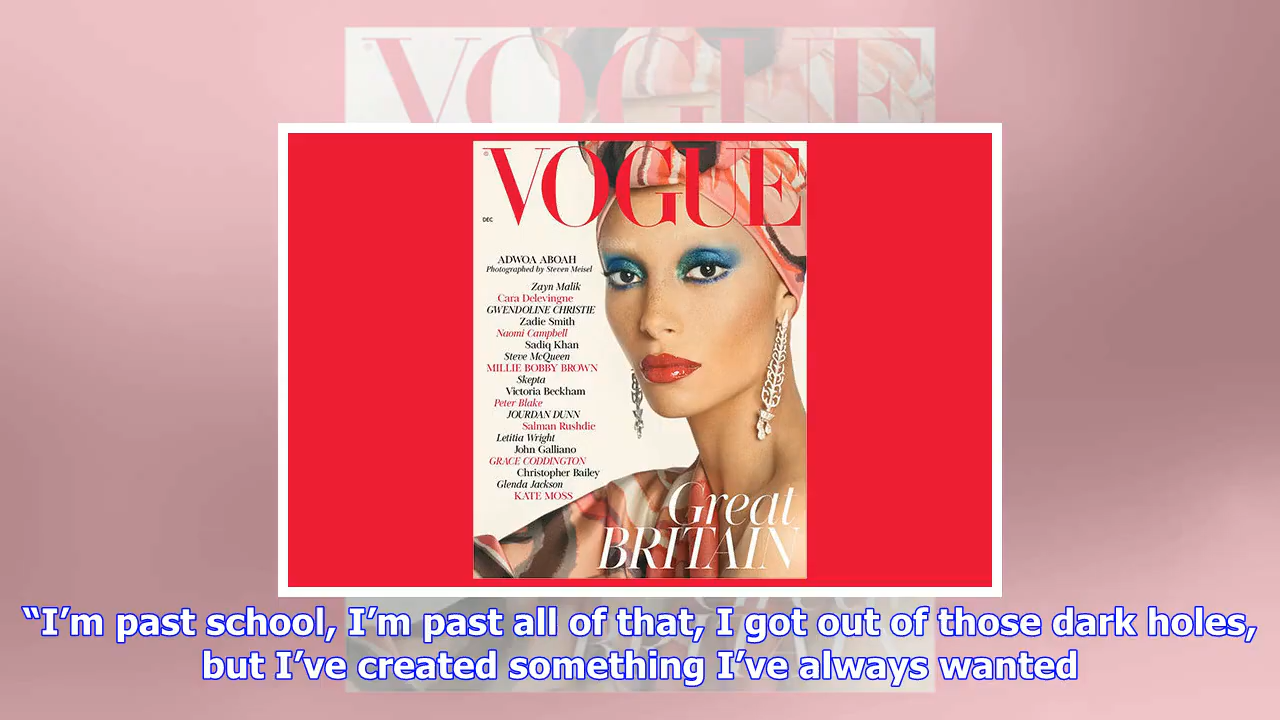 VOGUE
DEC
ADWOA ABOAH
Photographed by Steven Meisel
Zayn Malik
Cara Delevingne
GWENDOLINE CHRISTIE
Zadie Smith
Naomi Campbell
Sadiq Khan
Steve McQueen
MILLIE BOBBY BROWN
Skepta
Victoria Beckham
Peter Blake
JOURDAN DUNN
Salman Rushdie
Letitia Wright
John Galliano
GRACE CODDINGTON
Christopher Bailey
Glenda Jackson
KATE MOSS
Great
BRITAIN
“I’m past school, I’m past all of that, I got out of those dark holes,
but I’ve created something I’ve always wanted